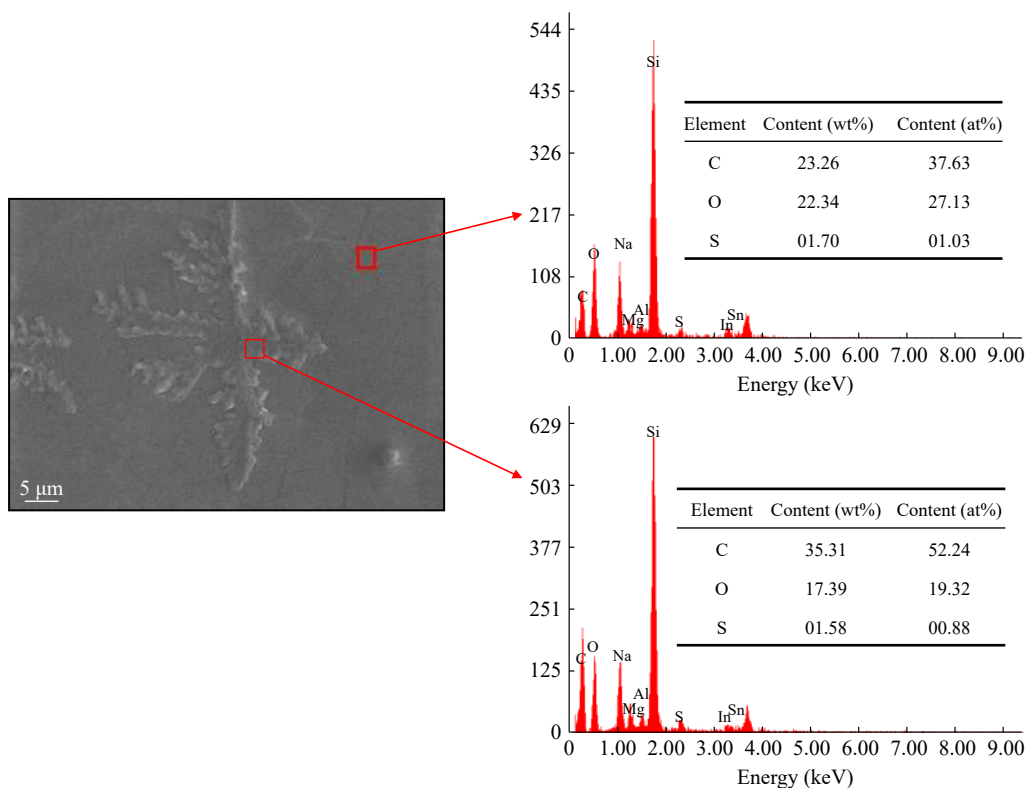 5 μm
544
435
326
217
108
0
Si
O
Na
C
Mg
Al
S
In
Sn
Element Content (wt%) Content (at%)
C 23.26 37.63
O 22.34 27.13
S 01.70 01.03
0 1.00 2.00 3.00 4.00 5.00 6.00 7.00 8.00 9.00
Energy (keV)
629
503
377
251
125
0
Si
C
O
Na
Mg
Al
S
In
Sn
Element Content (wt%) Content (at%)
C 35.31 52.24
O 17.39 19.32
S 01.58 00.88
0 1.00 2.00 3.00 4.00 5.00 6.00 7.00 8.00 9.00
Energy (keV)